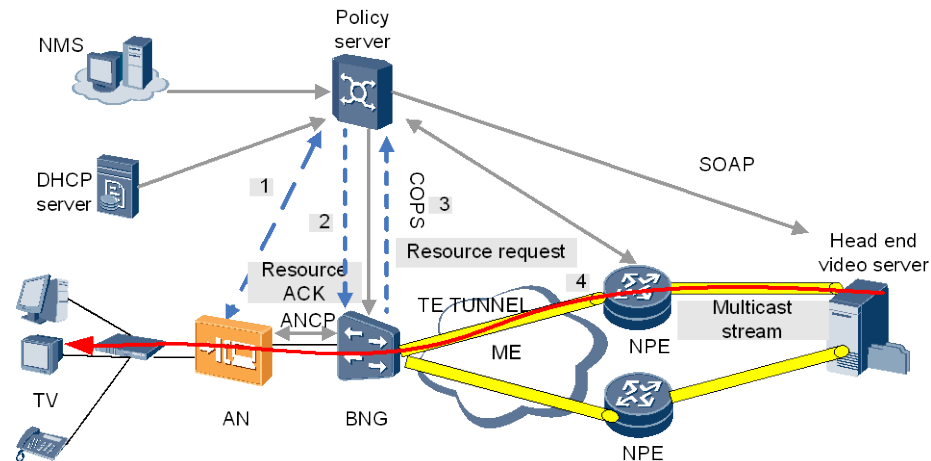 Policy
server
NMS
SOAP
DHCP
server
1
2
COPS
3
Resource request
Head end
video server
Resource
ACK
4
TE TUNNEL
ANCP
Multicast
stream
ME
NPE
TV
AN
BNG
NPE